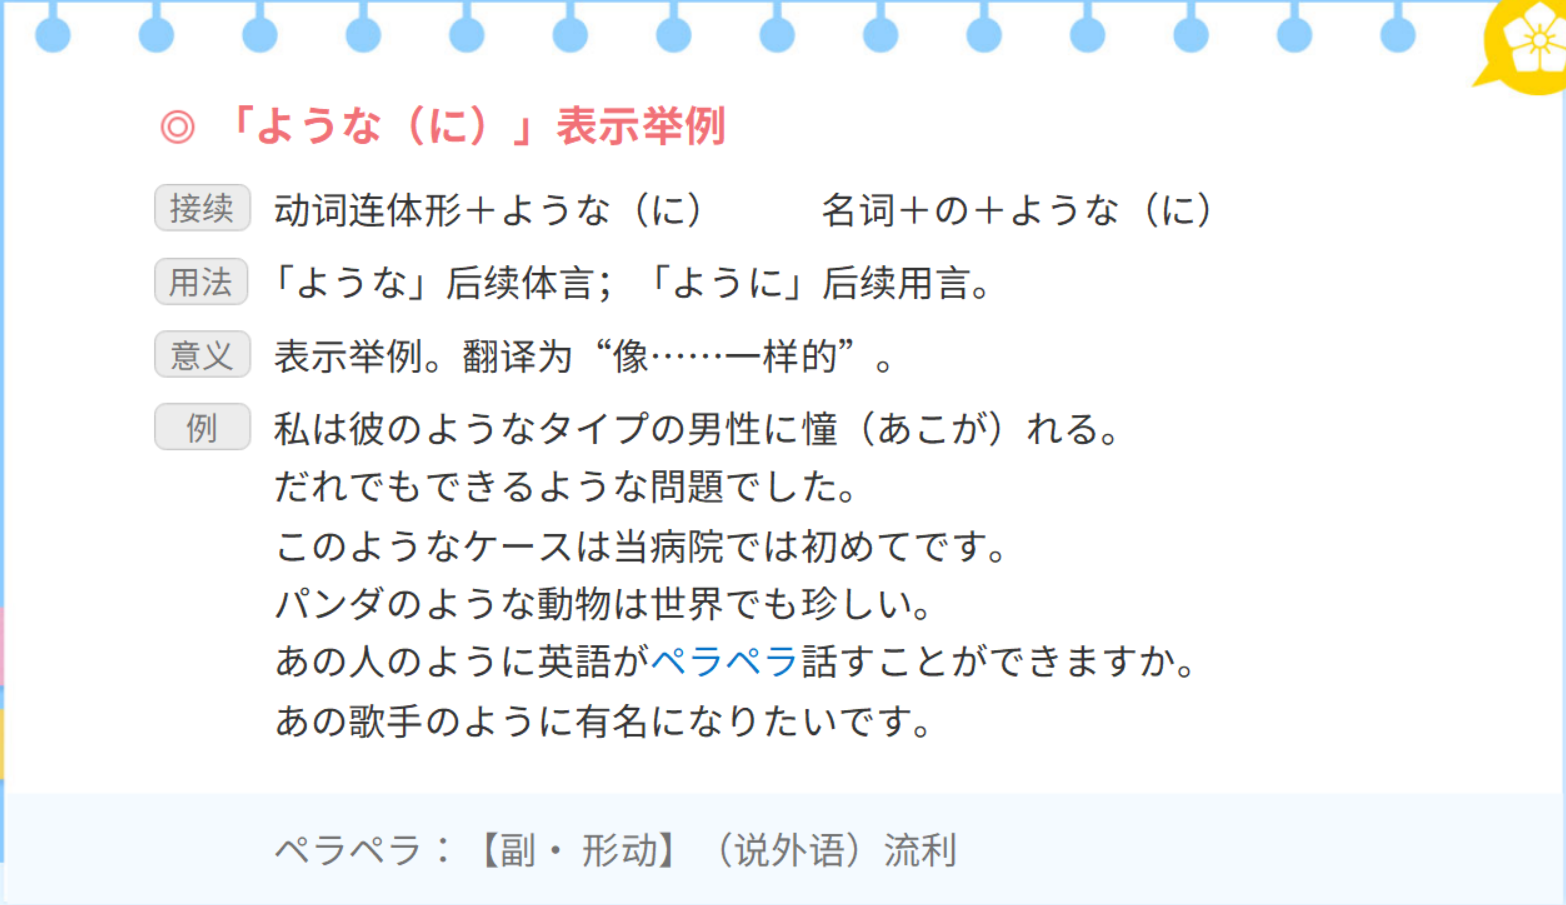 ◎「ような（に）」表示举例
接续 动词连体形＋ような（に） 名词＋の＋ような（に）
用法 「ような」后续体言；「ように」后续用言。
意义 表示举例。翻译为“像……一样的”。
例 私は彼のようなタイプの男性に憧（あこが）れる。
だれでもできるような問題でした。
このようなケースは当病院では初めてです。
パンダのような動物は世界でも珍しい。
あの人のように英語がペラペラ話すことができますか。
あの歌手のように有名になりたいです。
ペラペラ：【副・ 形动】（说外语）流利